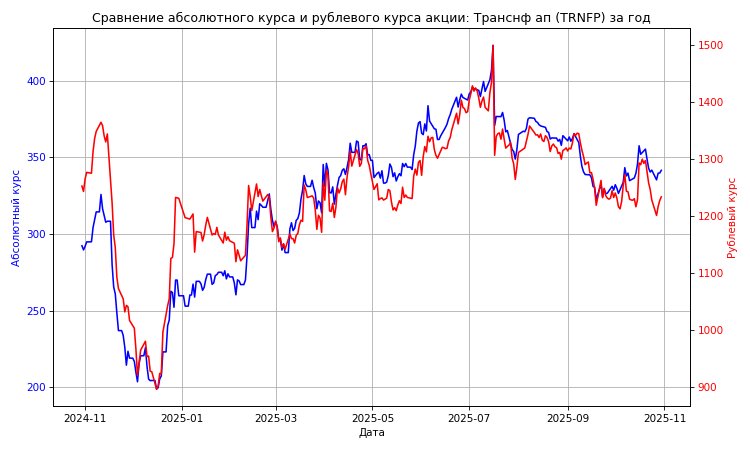 Сравнение абсолютного курса и рублевого курса акции: Транснф ап (TRNFP) за год
Абсолютный курс
400
350
300
250
200
1500
1400
1300
1200
1100
1000
900
Рублевый курс
2024-11 2025-01 2025-03 2025-05 2025-07 2025-09 2025-11
Дата